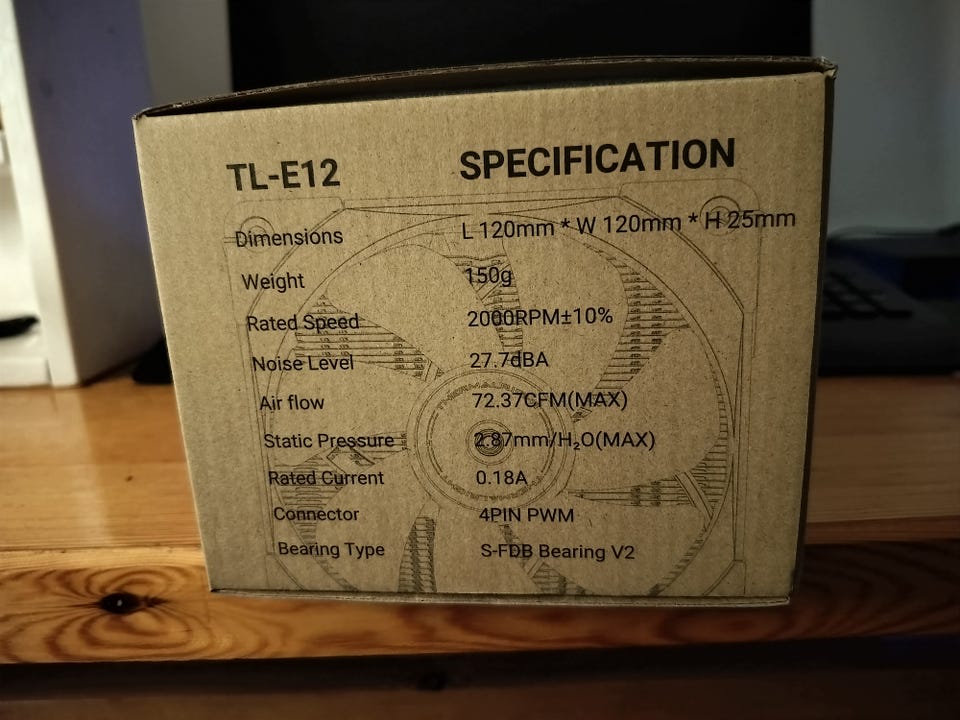 TL-E12 SPECIFICATION
Dimensions L 120mm * W 120mm * H 25mm
Weight 150g
Rated Speed 2000RPM±10%
Noise Level 27.7dBA
Air flow 72.37CFM(MAX)
Static Pressure 2.87mm/H₂O(MAX)
Rated Current 0.18A
Connector 4PIN PWM
Bearing Type S-FDB Bearing V2
THERMALRIGHT